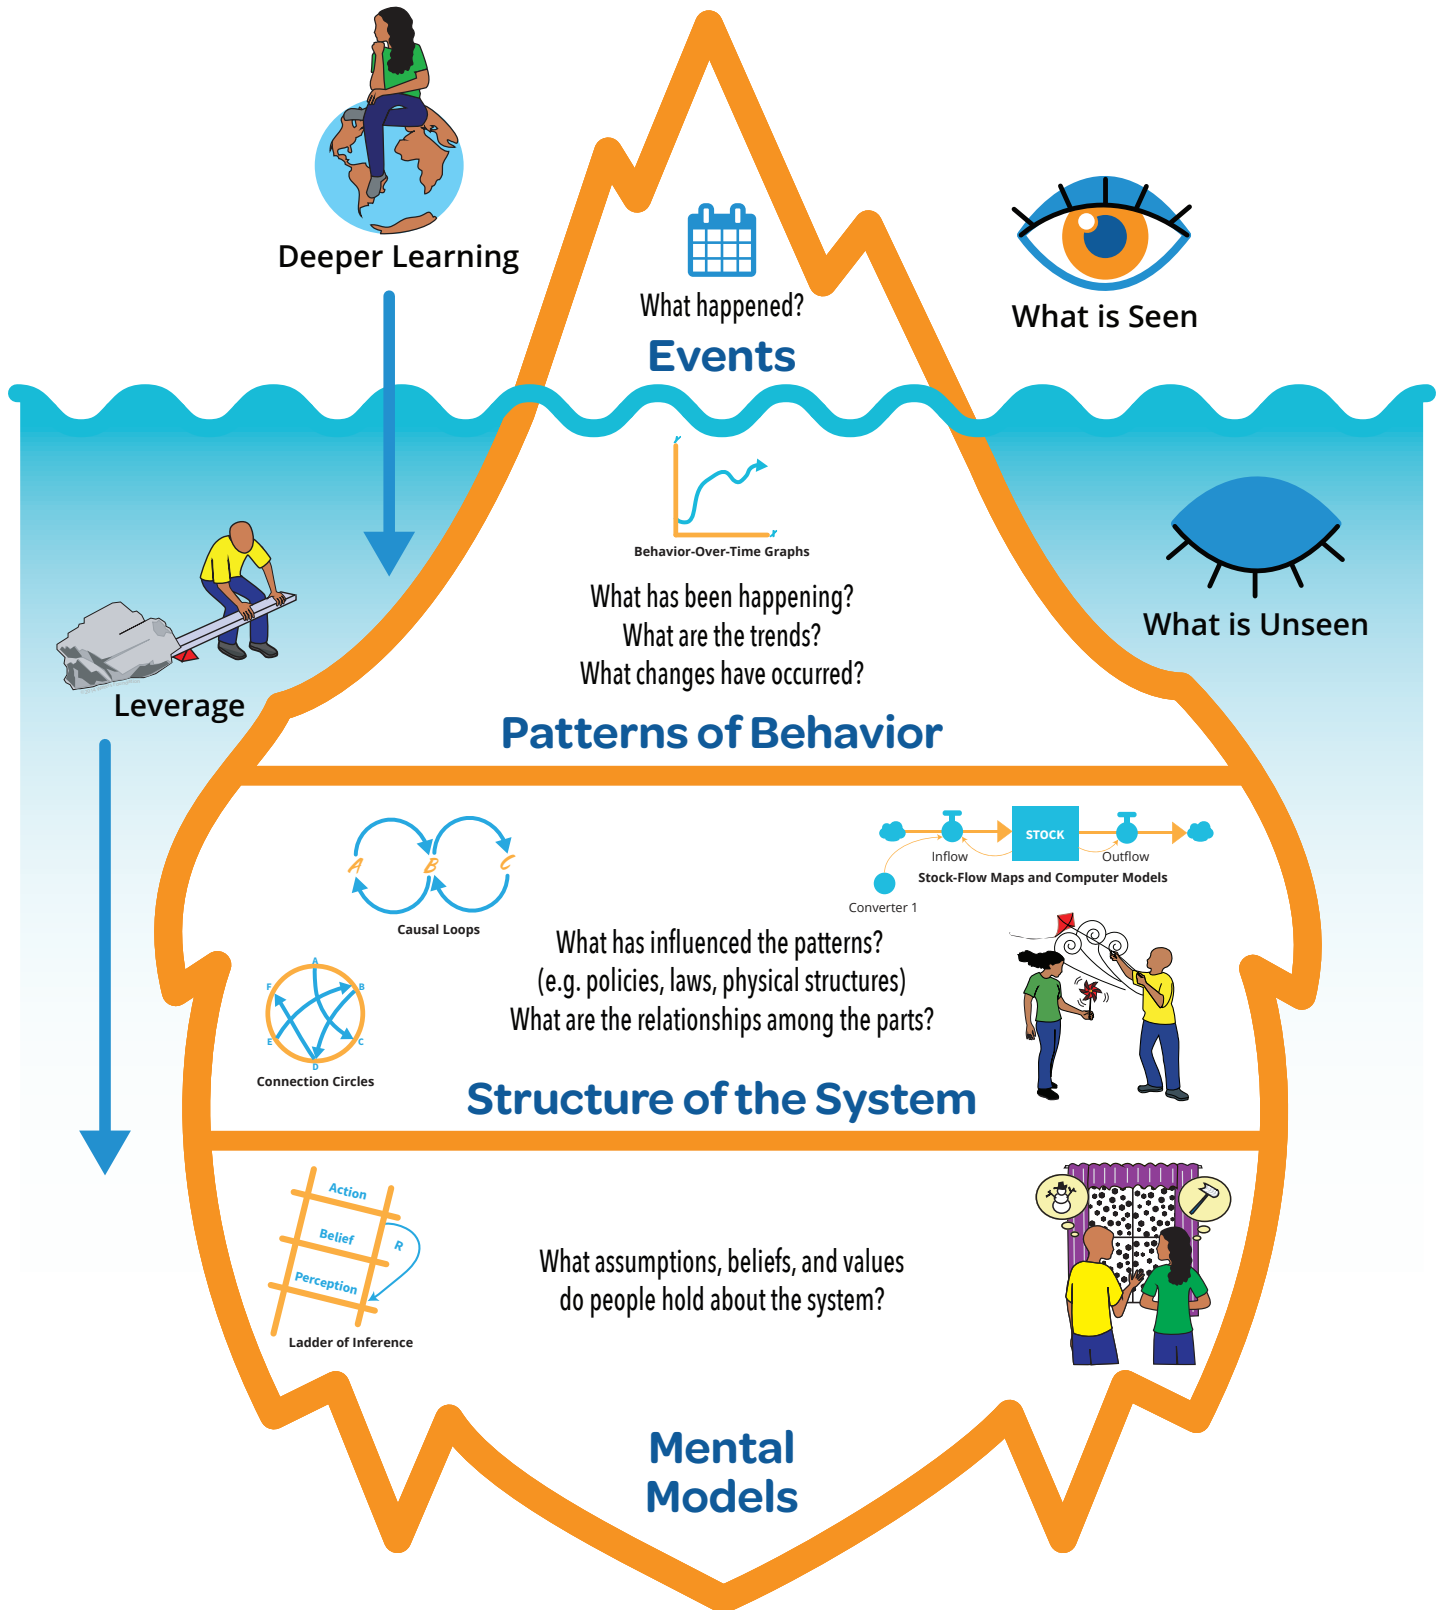 Deeper Learning
What is Seen
What happened?
Events
Y
X
Behavior-Over-Time Graphs
What is Unseen
What has been happening?
What are the trends?
What changes have occurred?
Leverage
Patterns of Behavior
A
B
C
Causal Loops
STOCK
Inflow
Outflow
Stock-Flow Maps and Computer Models
Converter 1
What has influenced the patterns?
(e.g. policies, laws, physical structures)
What are the relationships among the parts?
A
F
B
E
C
D
Connection Circles
Structure of the System
Action
Belief
R
Perception
Ladder of Inference
What assumptions, beliefs, and values
do people hold about the system?
Mental
Models